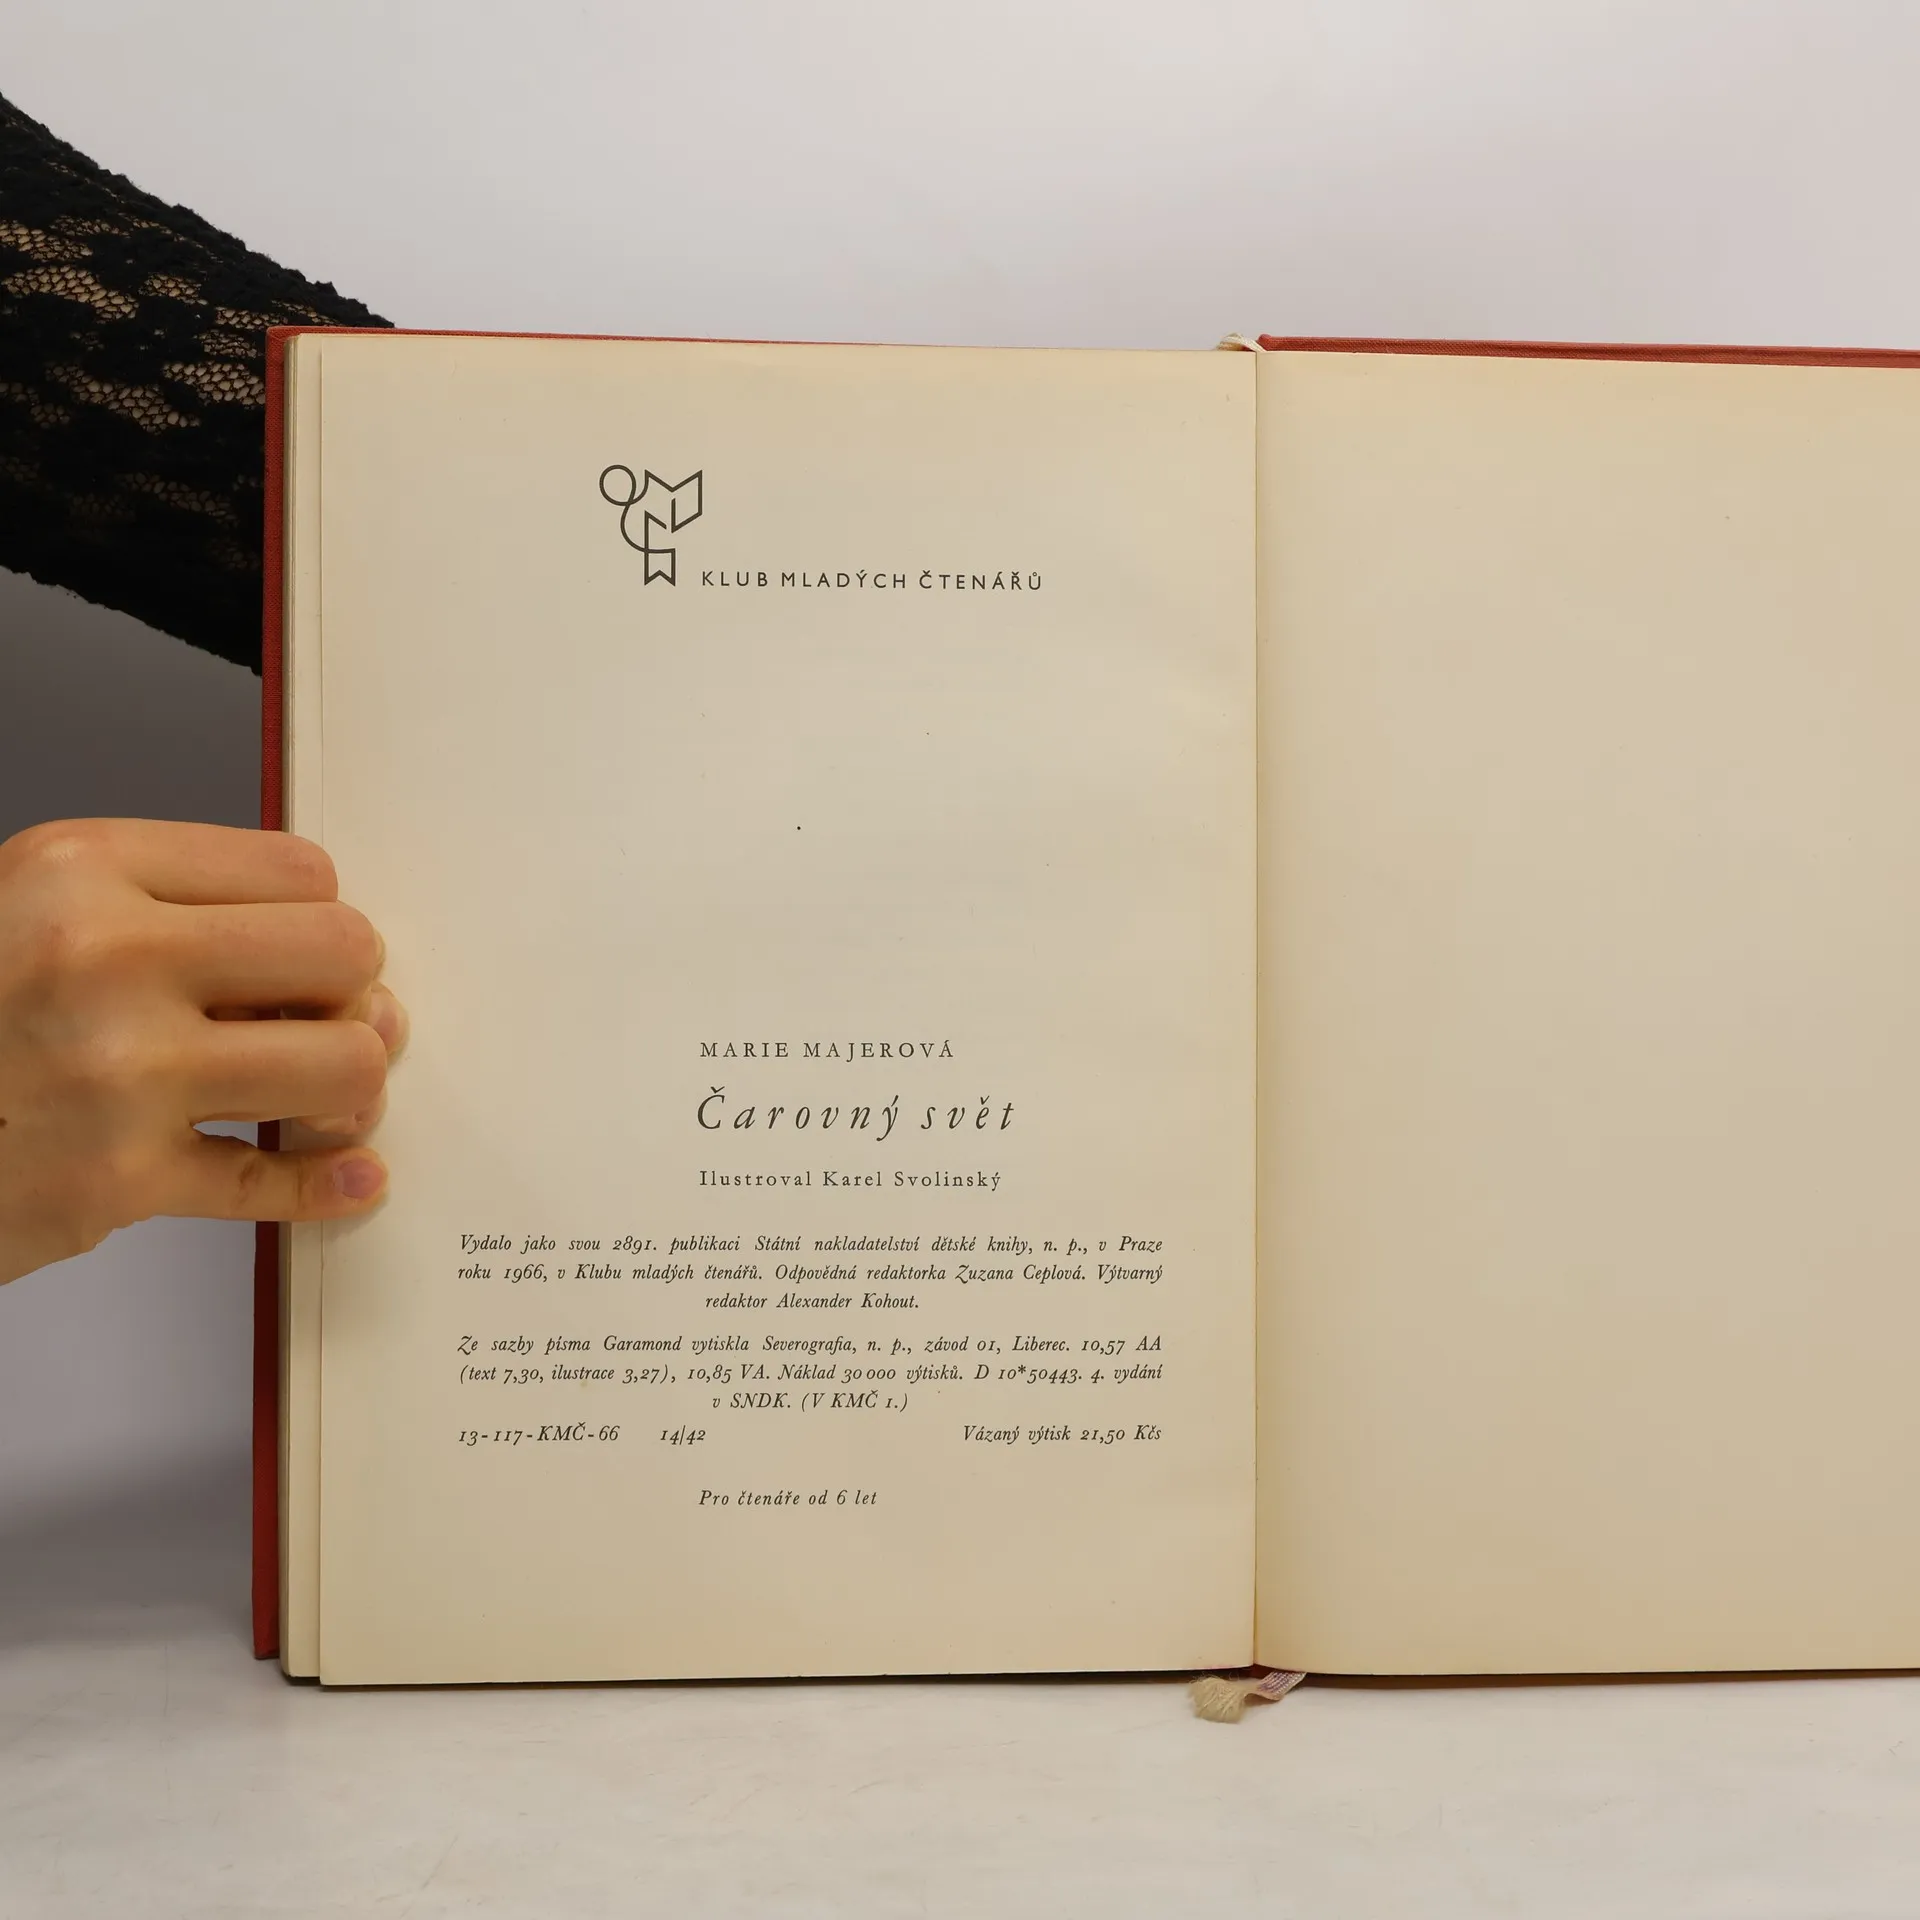 KLUB MLADÝCH ČTENÁŘŮ
MARIE MAJEROVÁ
Čarovný svět
Ilustroval Karel Svolinský
Vydalo jako svou 2891. publikaci Státní nakladatelství dětské knihy, n. p., v Praze
roku 1966, v Klubu mladých čtenářů. Odpovědná redaktorka Zuzana Ceplová. Výtvarný
redaktor Alexander Kohout.
Ze sazby písma Garamond vytiskla Severografia, n. p., závod 01, Liberec. 10,57 AA
(text 7,30, ilustrace 3,27), 10,85 VA. Náklad 30 000 výtisků. D 10*50443. 4. vydání
v SNDK. (V KMČ 1.)
13-117-KMČ-66 14/42 Vázaný výtisk 21,50 Kčs
Pro čtenáře od 6 let